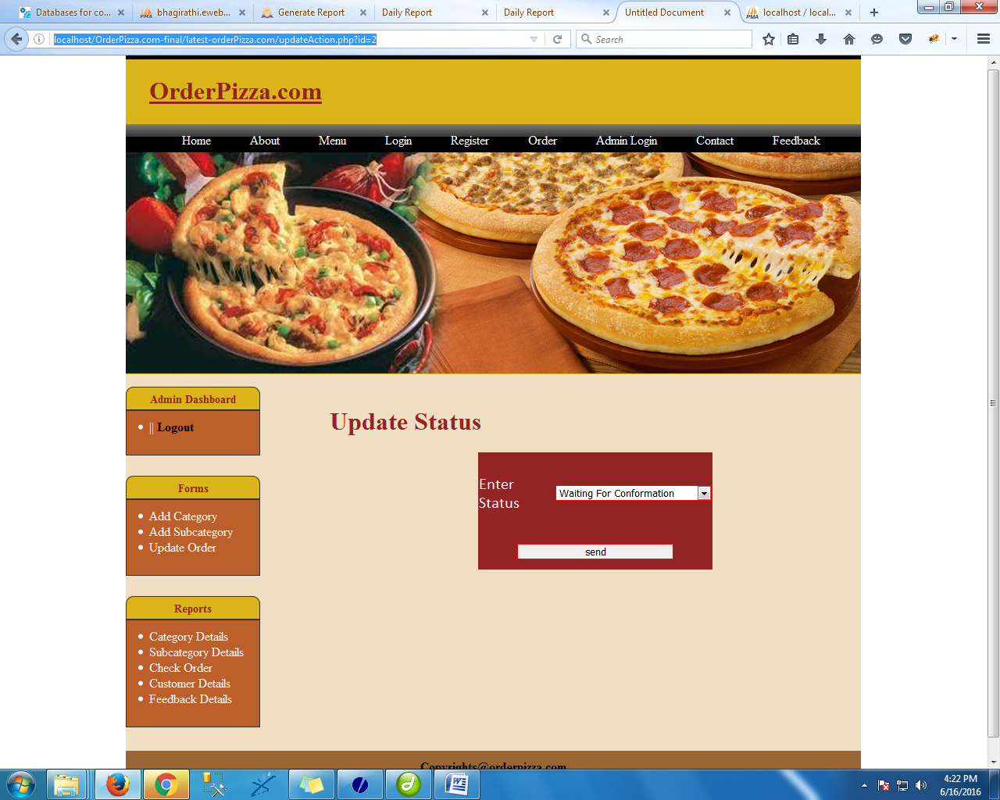 Databases for co...
bhagirathi.eweb...
Generate Report
Daily Report
Daily Report
Untitled Document
localhost / local...
localhost/OrderPizza.com-final/latest-orderPizza.com/updateAction.php?id=2
Search
OrderPizza.com
Home About Menu Login Register Order Admin Login Contact Feedback
Admin Dashboard
|| Logout
Forms
Add Category
Add Subcategory
Update Order
Reports
Category Details
Subcategory Details
Check Order
Customer Details
Feedback Details
Update Status
Enter
Status
Waiting For Conformation
send
Copyrights@orderpizza.com
4:22 PM
6/16/2016